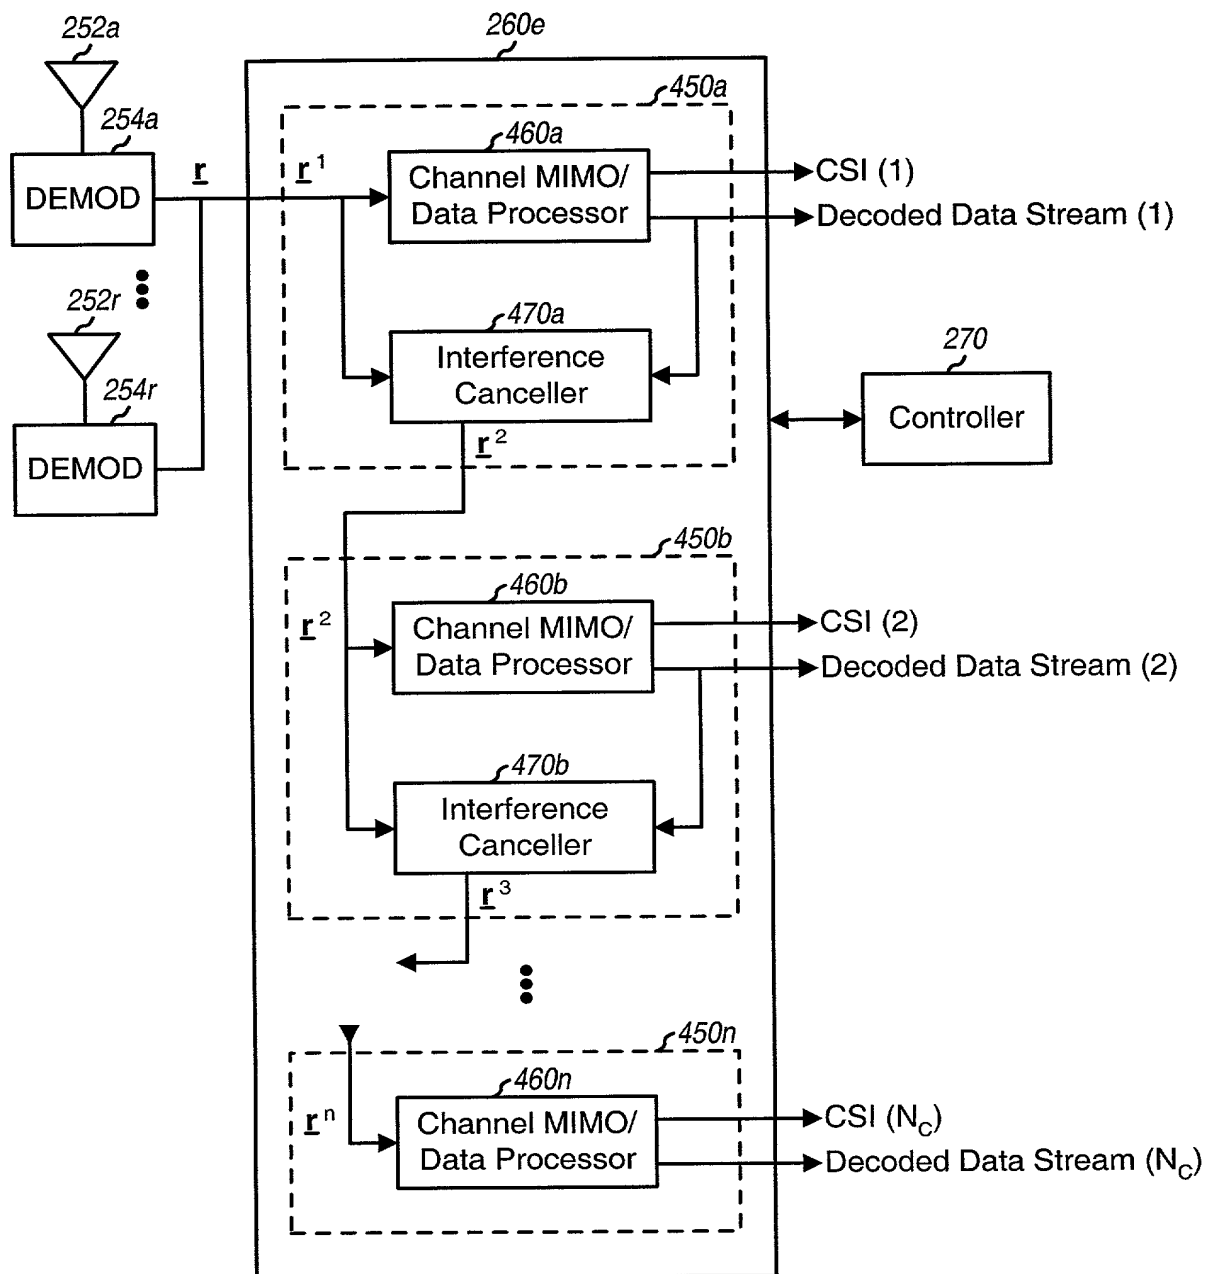 252a
260e
450a
254a
460a
DEMOD
r
r 1
Channel MIMO/
Data Processor
CSI (1)
Decoded Data Stream (1)
252r
470a
270
Interference
Canceller
254r
Controller
DEMOD
r 2
450b
460b
r 2
Channel MIMO/
Data Processor
CSI (2)
Decoded Data Stream (2)
470b
Interference
Canceller
r 3
450n
460n
r n
Channel MIMO/
Data Processor
CSI (NC)
Decoded Data Stream (NC)